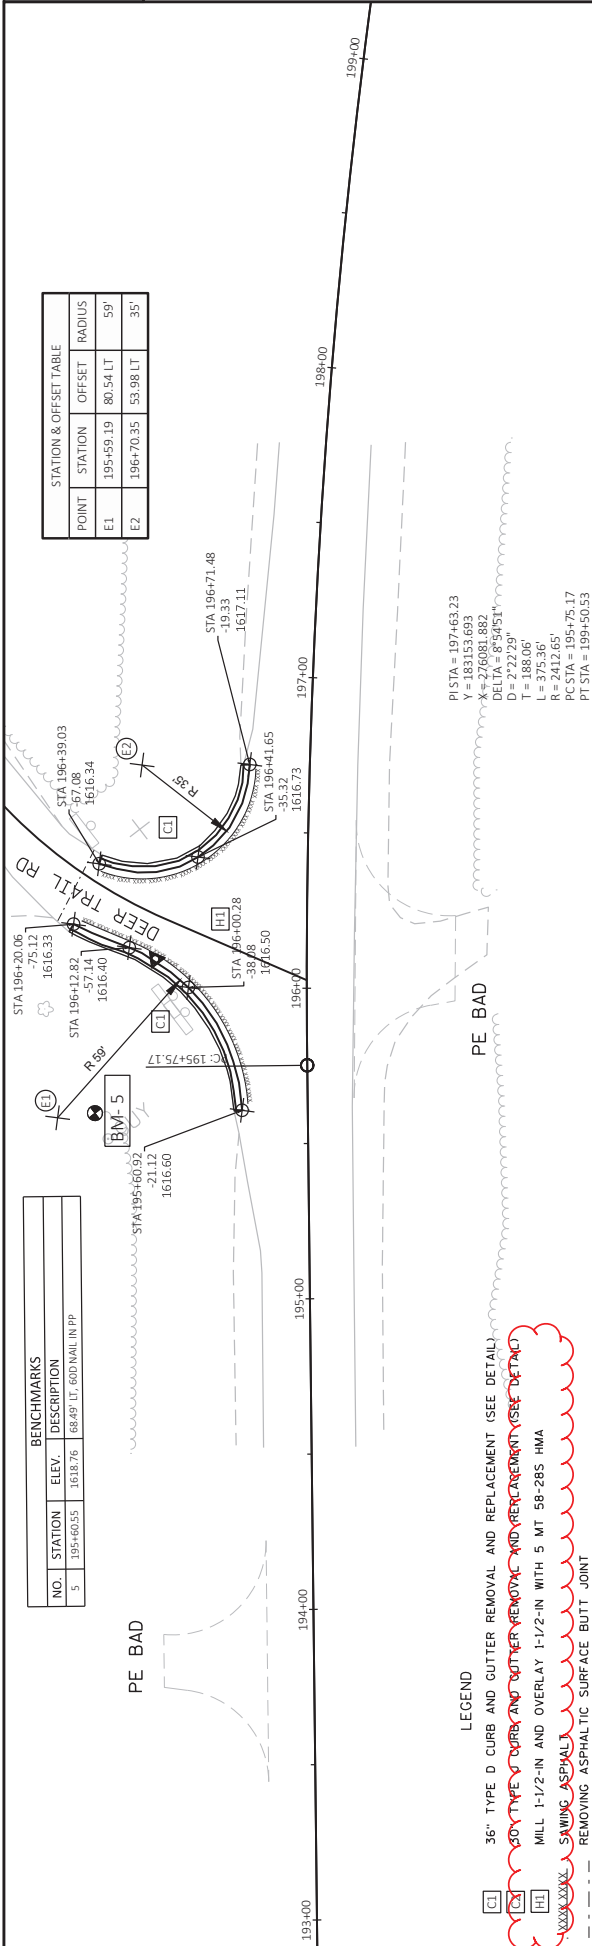 BENCHMARKS
NO. STATION ELEV. DESCRIPTION
5 195+60.55 1618.76 68.49' LT, 60D NAIL IN PP
STATION & OFFSET TABLE
POINT STATION OFFSET RADIUS
E1 195+59.19 80.54 LT 59'
E2 196+70.35 53.98 LT 35'
PE BAD
E1
BM-5
GUY
R 59'
C1
STA 195+60.92
-21.12
1616.60
PC: 195+75.17
STA 196+20.06
-75.12
1616.33
STA 196+12.82
-57.14
1616.40
STA 196+00.28
-38.08
1616.50
DEER TRAIL RD
H1
STA 196+39.03
-67.08
1616.34
C1
E2
R 35'
STA 196+41.65
-35.32
1616.73
STA 196+71.48
-19.33
1617.11
193+00
194+00
195+00
196+00
197+00
198+00
199+00
PE BAD
PI STA = 197+63.23
Y = 183153.693
X = 276081.882
DELTA = 8°54'51"
D = 2°22'29"
T = 188.06'
L = 375.36'
R = 2412.65'
PC STA = 195+75.17
PT STA = 199+50.53
LEGEND
C1 36" TYPE D CURB AND GUTTER REMOVAL AND REPLACEMENT (SEE DETAIL)
C2 30" TYPE D CURB AND GUTTER REMOVAL AND REPLACEMENT (SEE DETAIL)
H1 MILL 1-1/2-IN AND OVERLAY 1-1/2-IN WITH 5 MT 58-28S HMA
XXXX XXXX SAWING ASPHALT
REMOVING ASPHALTIC SURFACE BUTT JOINT